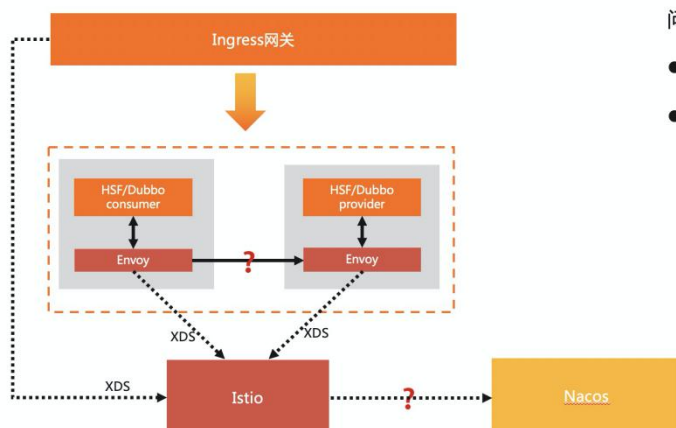 Ingress网关
HSF/Dubbo
consumer
HSF/Dubbo
provider
Envoy
?
Envoy
XDS
XDS
XDS
Istio
?
Nacos